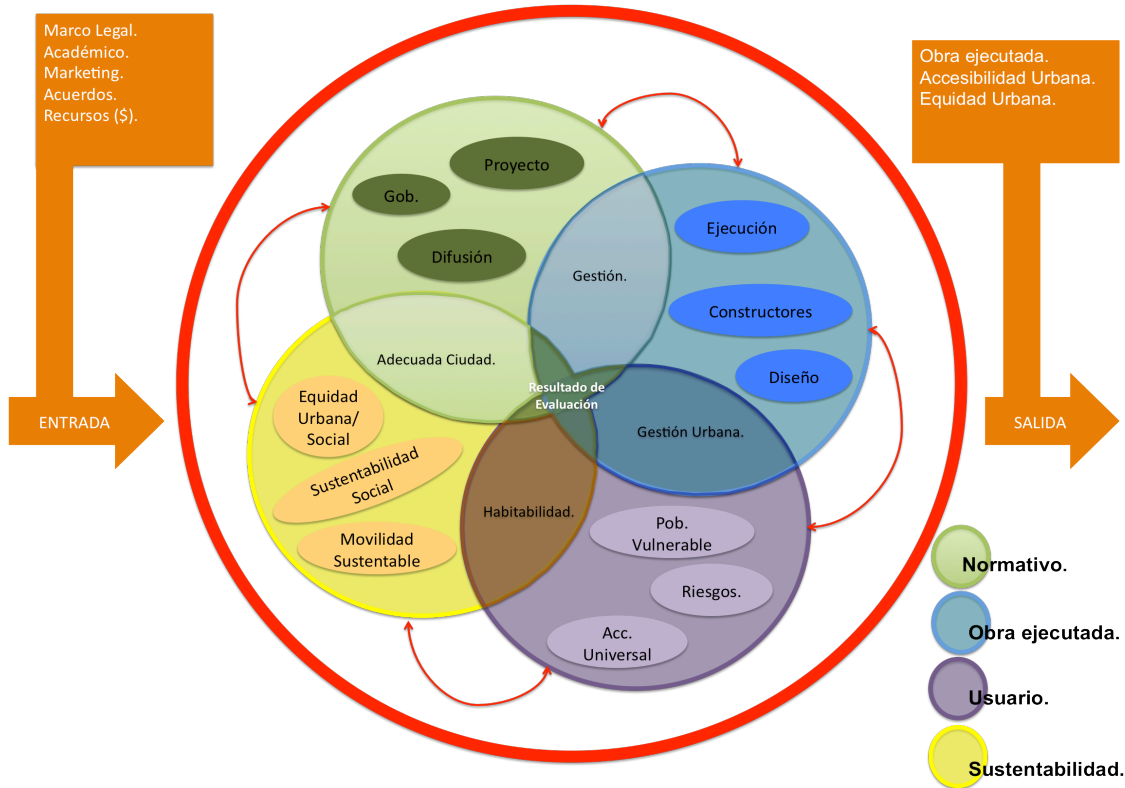 Marco Legal.
Académico.
Marketing.
Acuerdos.
Recursos ($).
ENTRADA
Obra ejecutada.
Accesibilidad Urbana.
Equidad Urbana.
SALIDA
Proyecto
Gob.
Difusión
Ejecución
Gestión.
Constructores
Diseño
Adecuada Ciudad.
Resultado de
Evaluación
Equidad
Urbana/
Social
Gestión Urbana.
Sustentabilidad
Social
Habitabilidad.
Movilidad
Sustentable
Pob.
Vulnerable
Riesgos.
Acc.
Universal
Normativo.
Obra ejecutada.
Usuario.
Sustentabilidad.